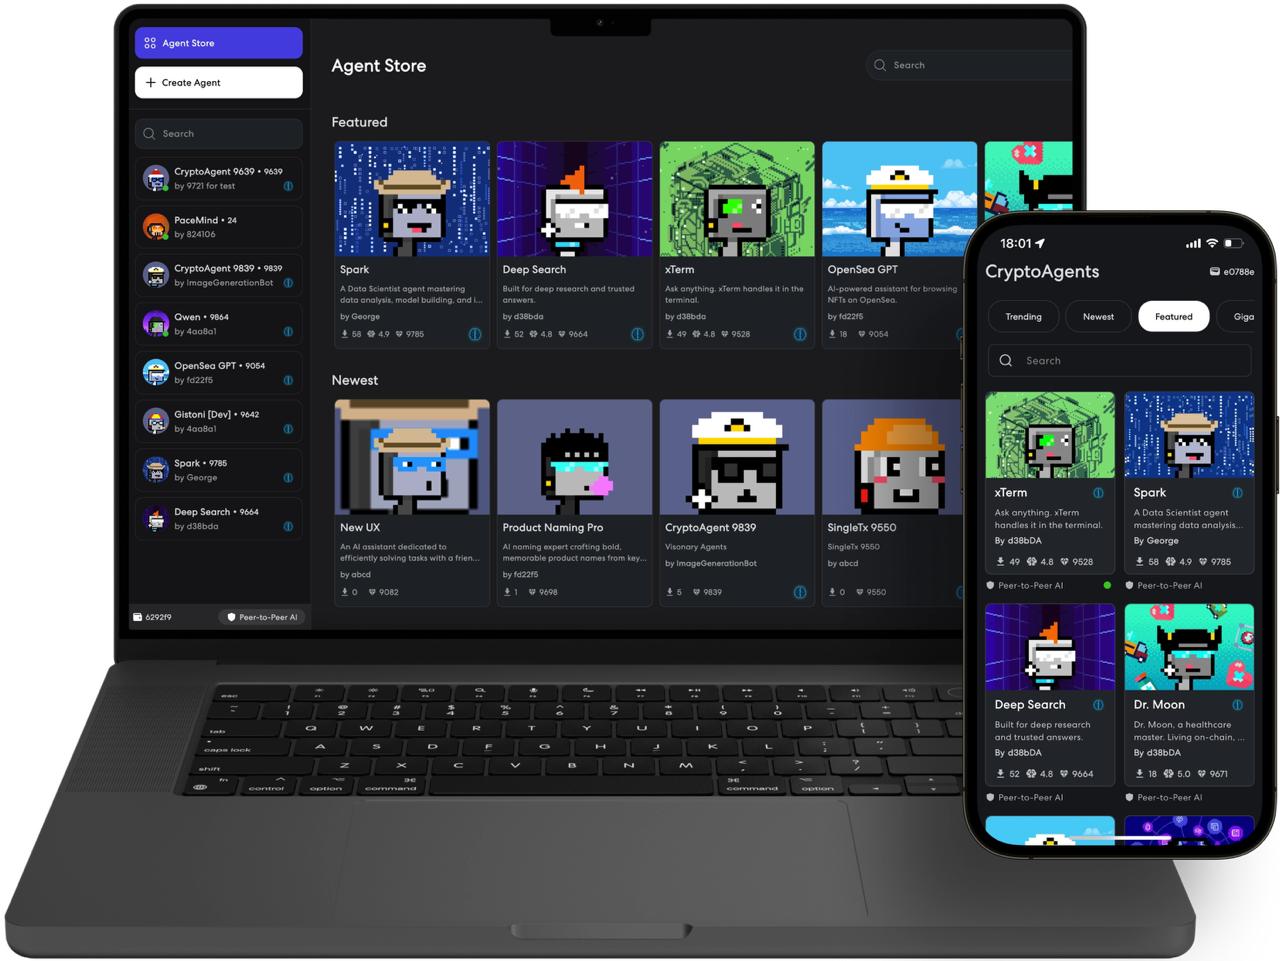 Agent Store
Create Agent
Search
CryptoAgent 9639 • 9639
by 9721 for test
PaceMind • 24
by 824106
CryptoAgent 9839 • 9839
by ImageGenerationBot
Qwen • 9864
by 4aa8a1
OpenSea GPT • 9054
by fd22f5
Gistoni [Dev] • 9642
by 4aa8a1
Spark • 9785
by George
Deep Search • 9664
by d38bda
6292f9
Peer-to-Peer AI
Agent Store
Search
Featured
Spark
A Data Scientist agent mastering
data analysis, model building, and i...
by George
58 4.9 9785
Deep Search
Built for deep research and trusted
answers.
by d38bda
52 4.8 9664
xTerm
Ask anything. xTerm handles it in the
terminal.
by d38bda
49 4.8 9528
OpenSea GPT
AI-powered assistant for browsing
NFTs on OpenSea.
by fd22f5
18 9054
Newest
New UX
An AI assistant dedicated to
efficiently solving tasks with a frien...
by abcd
0 9082
Product Naming Pro
AI naming expert crafting bold,
memorable product names from key...
by fd22f5
1 9698
CryptoAgent 9839
Visonary Agents
by ImageGenerationBot
5 9839
SingleTx 9550
SingleTx 9550
by abcd
0 9550
esc
~ ! @ # $ % ^ & * ( )
1 2 3 4 5 6 7 8 9 0
tab Q W E R T Y U I O P
caps lock A S D F G H J K L
shift Z X C V B N M < > ?
fn control option command command option
18:01
CryptoAgents
e0788e
Trending Newest Featured Giga
Search
xTerm
Ask anything. xTerm
handles it in the terminal.
By d38bDA
49 4.8 9528
Peer-to-Peer AI
Spark
A Data Scientist agent
mastering data analysis...
By George
58 4.9 9785
Peer-to-Peer AI
Deep Search
Built for deep research
and trusted answers.
By d38bDA
52 4.8 9664
Peer-to-Peer AI
Dr. Moon
Dr. Moon, a healthcare
master. Living on-chain, ...
By d38bDA
18 5.0 9671
Peer-to-Peer AI